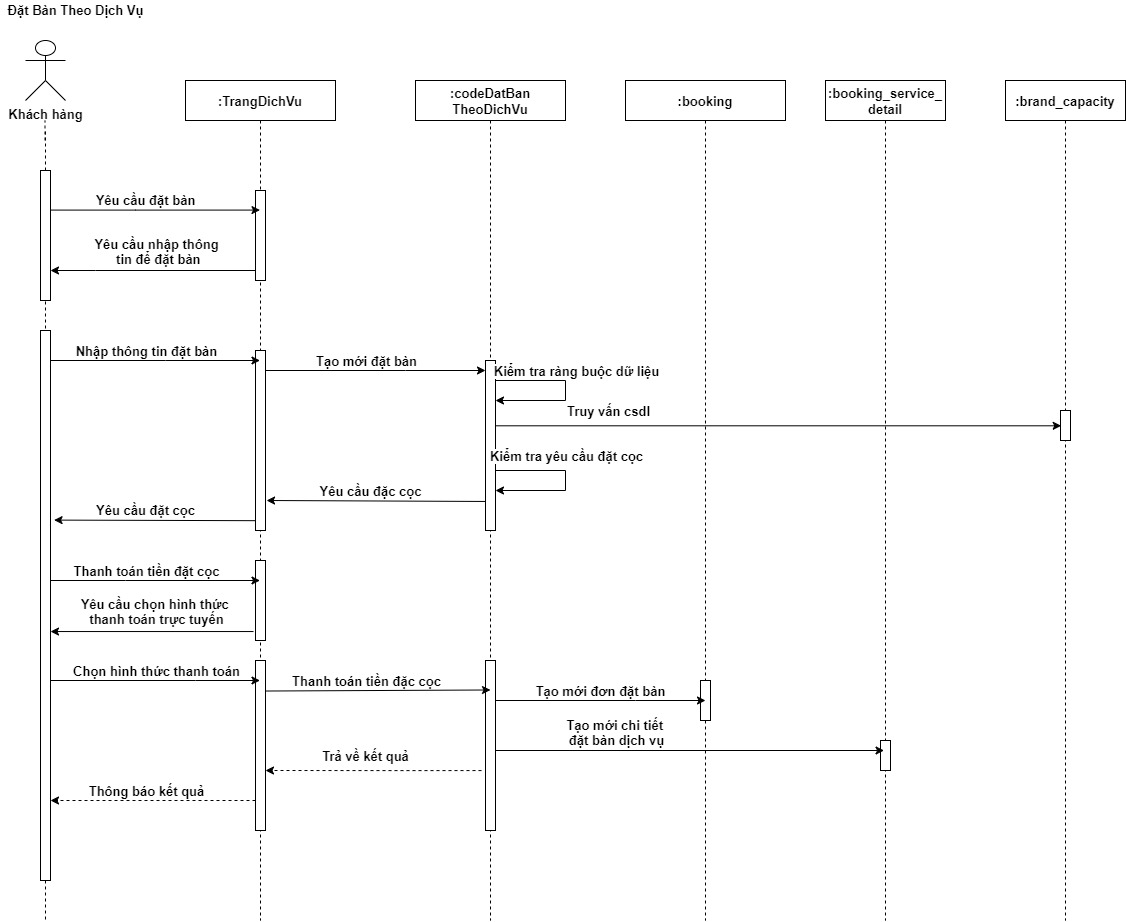 Đặt Bàn Theo Dịch Vụ
Khách hàng
:TrangDichVu
:codeDatBan
TheoDichVu
:booking
:booking_service_
detail
:brand_capacity
Yêu cầu đặt bàn
Yêu cầu nhập thông
tin để đặt bàn
Nhập thông tin đặt bàn
Tạo mới đặt bàn
Kiểm tra ràng buộc dữ liệu
Truy vấn csdl
Kiểm tra yêu cầu đặt cọc
Yêu cầu đặc cọc
Yêu cầu đặt cọc
Thanh toán tiền đặt cọc
Yêu cầu chọn hình thức
thanh toán trực tuyến
Chọn hình thức thanh toán
Thanh toán tiền đặc cọc
Tạo mới đơn đặt bàn
Tạo mới chi tiết
đặt bàn dịch vụ
Trả về kết quả
Thông báo kết quả